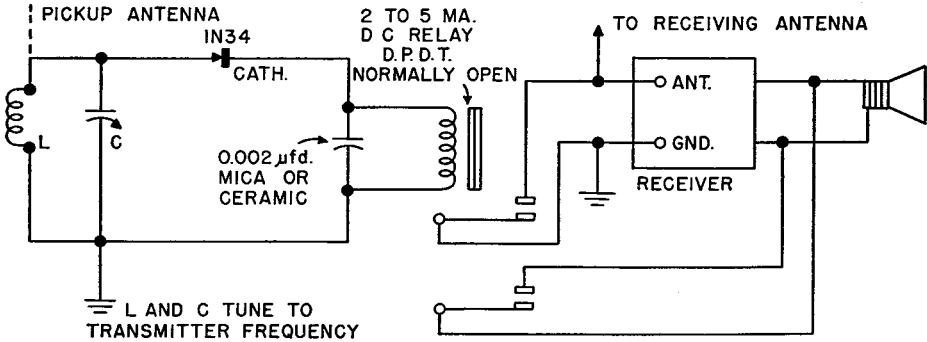 PICKUP ANTENNA
IN34
CATH.
2 TO 5 MA.
D C RELAY
D.P.D.T.
NORMALLY OPEN
TO RECEIVING ANTENNA
ANT.
GND.
RECEIVER
L
C
0.002 µfd.
MICA OR
CERAMIC
L AND C TUNE TO
TRANSMITTER FREQUENCY